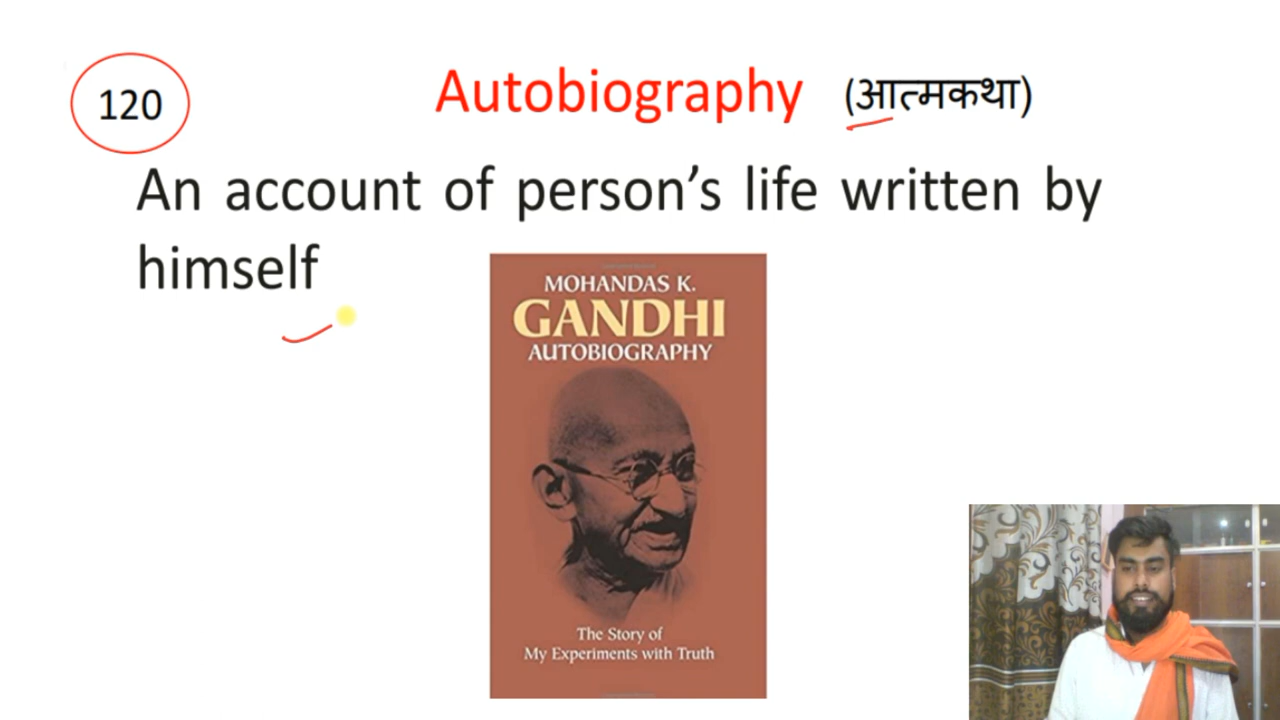 120
Autobiography (आत्मकथा)
An account of person’s life written by
himself
MOHANDAS K.
GANDHI
AUTOBIOGRAPHY
The Story of
My Experiments with Truth